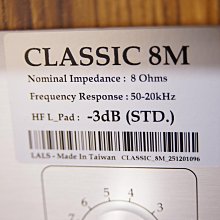 CLASSIC 8M
Nominal Impedance : 8 Ohms
Frequency Response : 50-20kHz
HF L_Pad : -3dB (STD.)
LALS - Made In Taiwan CLASSIC_8M_251201096
4 5 6
3 7